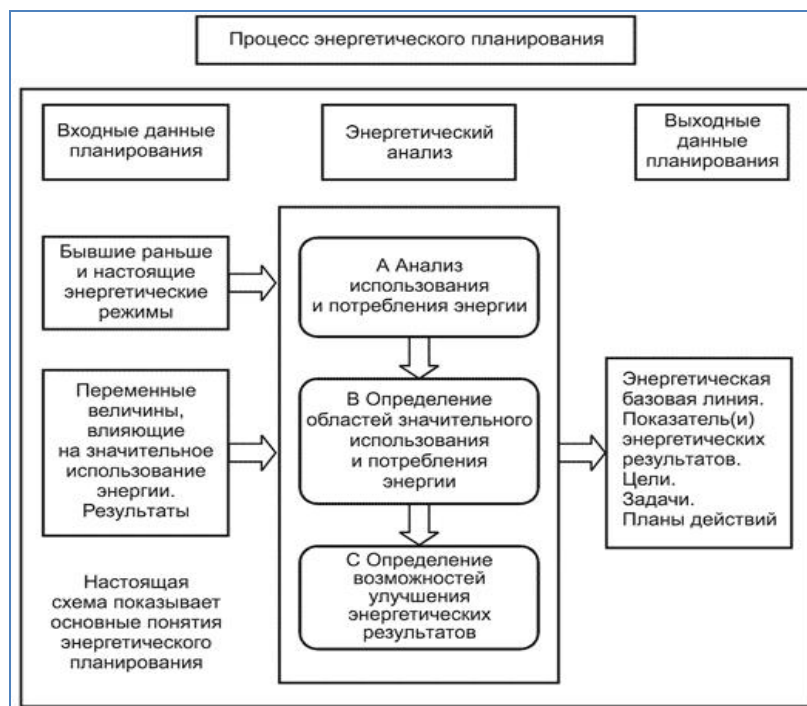 Процесс энергетического планирования
Входные данные
планирования
Энергетический
анализ
Выходные
данные
планирования
Бывшие раньше
и настоящие
энергетические
режимы
А Анализ
использования
и потребления энергии
Переменные
величины,
влияющие
на значительное
использование
энергии.
Результаты
В Определение
областей значительного
использования
и потребления
энергии
Энергетическая
базовая линия.
Показатель(и)
энергетических
результатов.
Цели.
Задачи.
Планы действий
С Определение
возможностей
улучшения
энергетических
результатов
Настоящая
схема показывает
основные понятия
энергетического
планирования